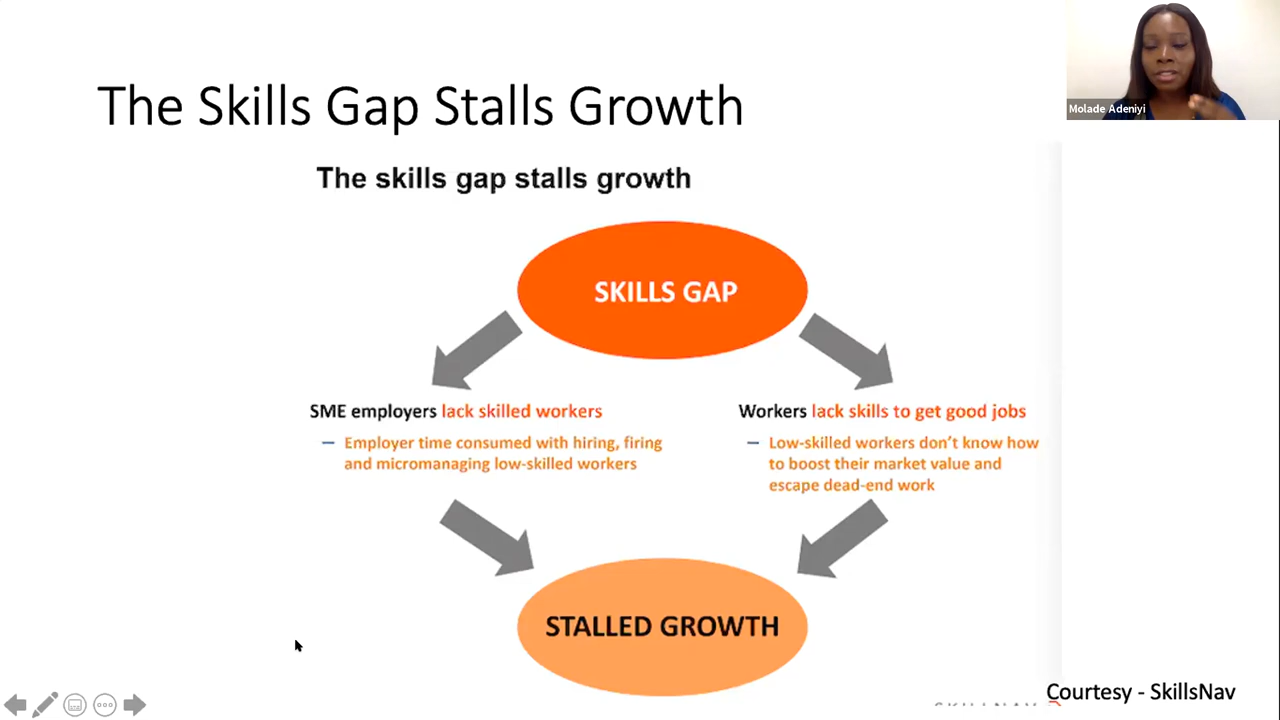 Molade Adeniyi
The Skills Gap Stalls Growth
The skills gap stalls growth
SKILLS GAP
SME employers lack skilled workers
– Employer time consumed with hiring, firing
and micromanaging low-skilled workers
Workers lack skills to get good jobs
– Low-skilled workers don’t know how
to boost their market value and
escape dead-end work
STALLED GROWTH
Courtesy - SkillsNav